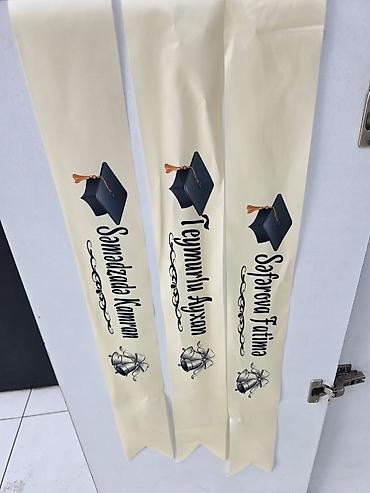 Səmədzadə Kamran
Teymurlu Ayxan
Səfərova Fatimə